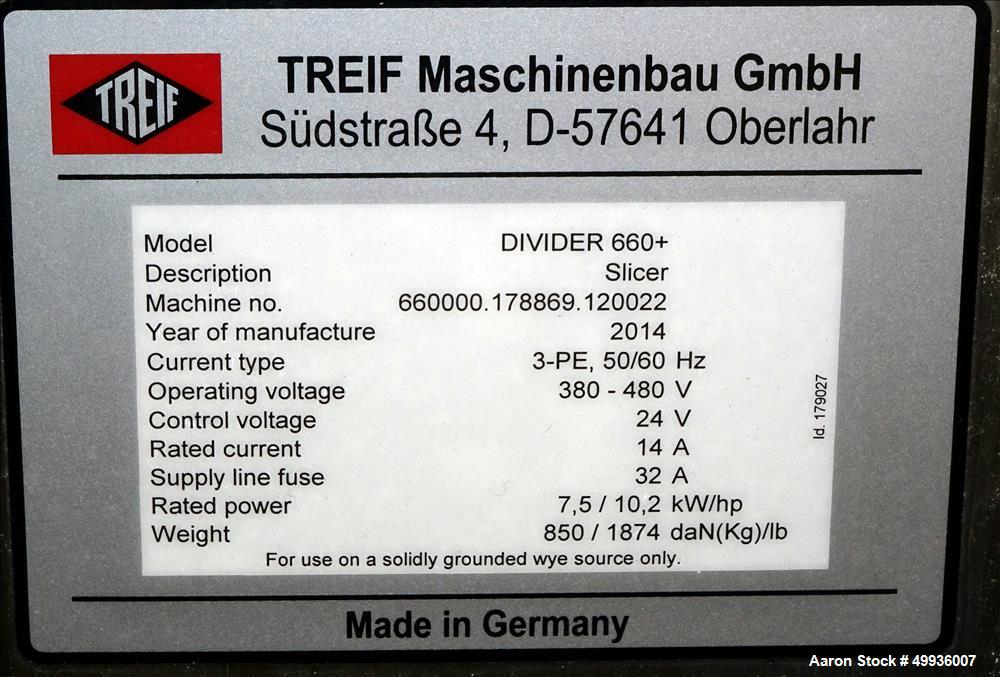 TREIF
TREIF Maschinenbau GmbH
Südstraße 4, D-57641 Oberlahr
Model DIVIDER 660+
Description Slicer
Machine no. 660000.178869.120022
Year of manufacture 2014
Current type 3-PE, 50/60 Hz
Operating voltage 380 - 480 V
Control voltage 24 V
Rated current 14 A
Supply line fuse 32 A
Rated power 7,5 / 10,2 kW/hp
Weight 850 / 1874 daN(Kg)/lb
For use on a solidly grounded wye source only.
Id. 179027
Made in Germany
Aaron Stock # 49936007